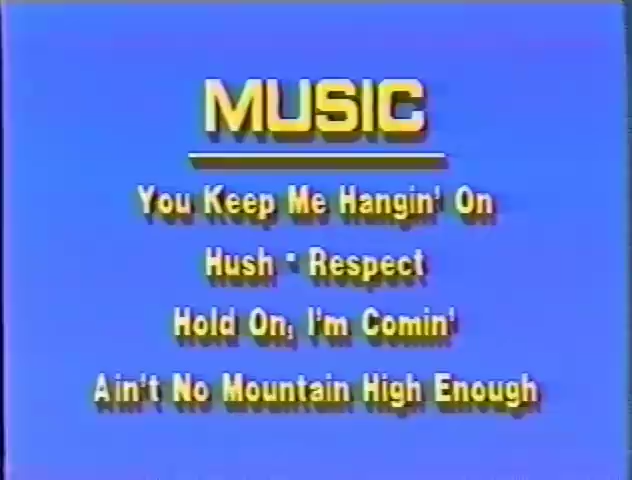 MUSIC
You Keep Me Hangin' On
Hush · Respect
Hold On, I'm Comin'
Ain't No Mountain High Enough